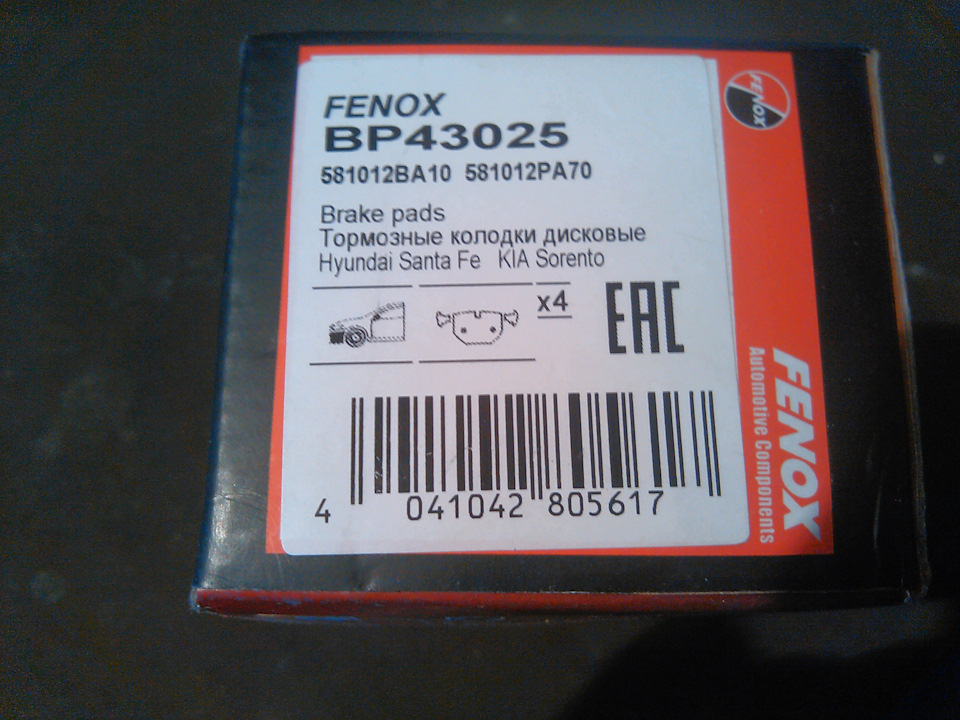 FENOX
BP43025
581012BA10 581012PA70
Brake pads
Тормозные колодки дисковые
Hyundai Santa Fe KIA Sorento
x4
EAC
4 041042 805617
FENOX
FENOX
Automotive Components